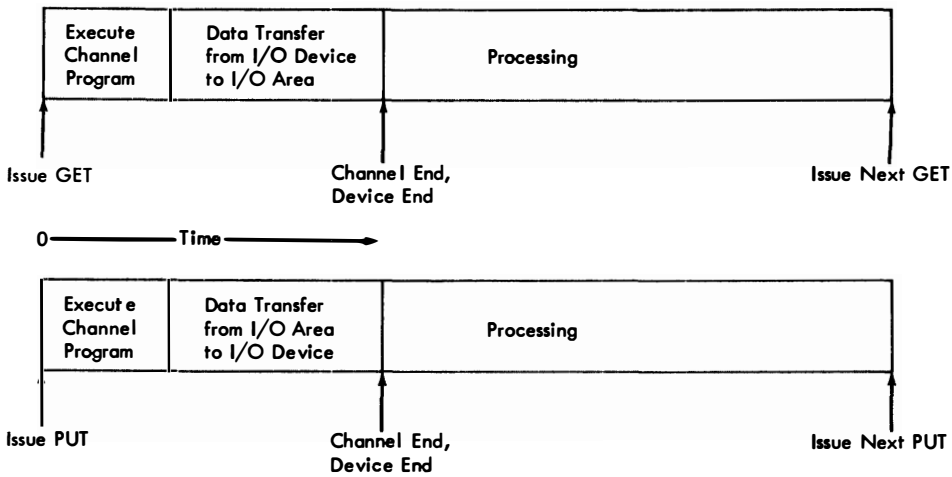 Execute
Channel
Program
Data Transfer
from I/O Device
to I/O Area
Processing
Issue GET
Channel End,
Device End
Issue Next GET
0 Time
Execute
Channel
Program
Data Transfer
from I/O Area
to I/O Device
Processing
Issue PUT
Channel End,
Device End
Issue Next PUT